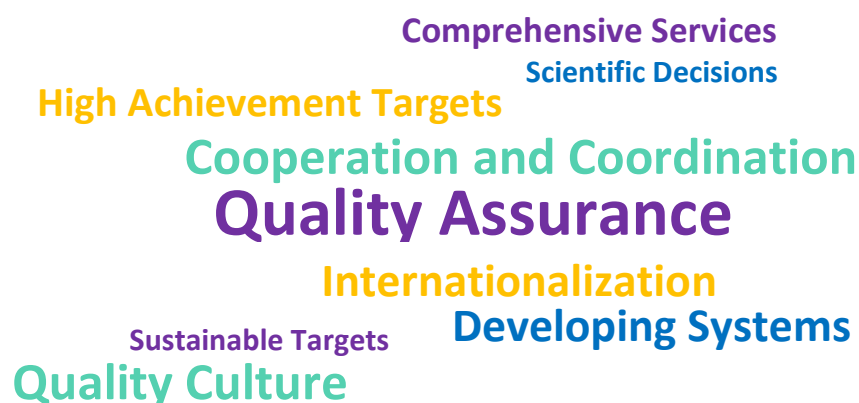 Comprehensive Services
Scientific Decisions
High Achievement Targets
Cooperation and Coordination
Quality Assurance
Internationalization
Developing Systems
Sustainable Targets
Quality Culture